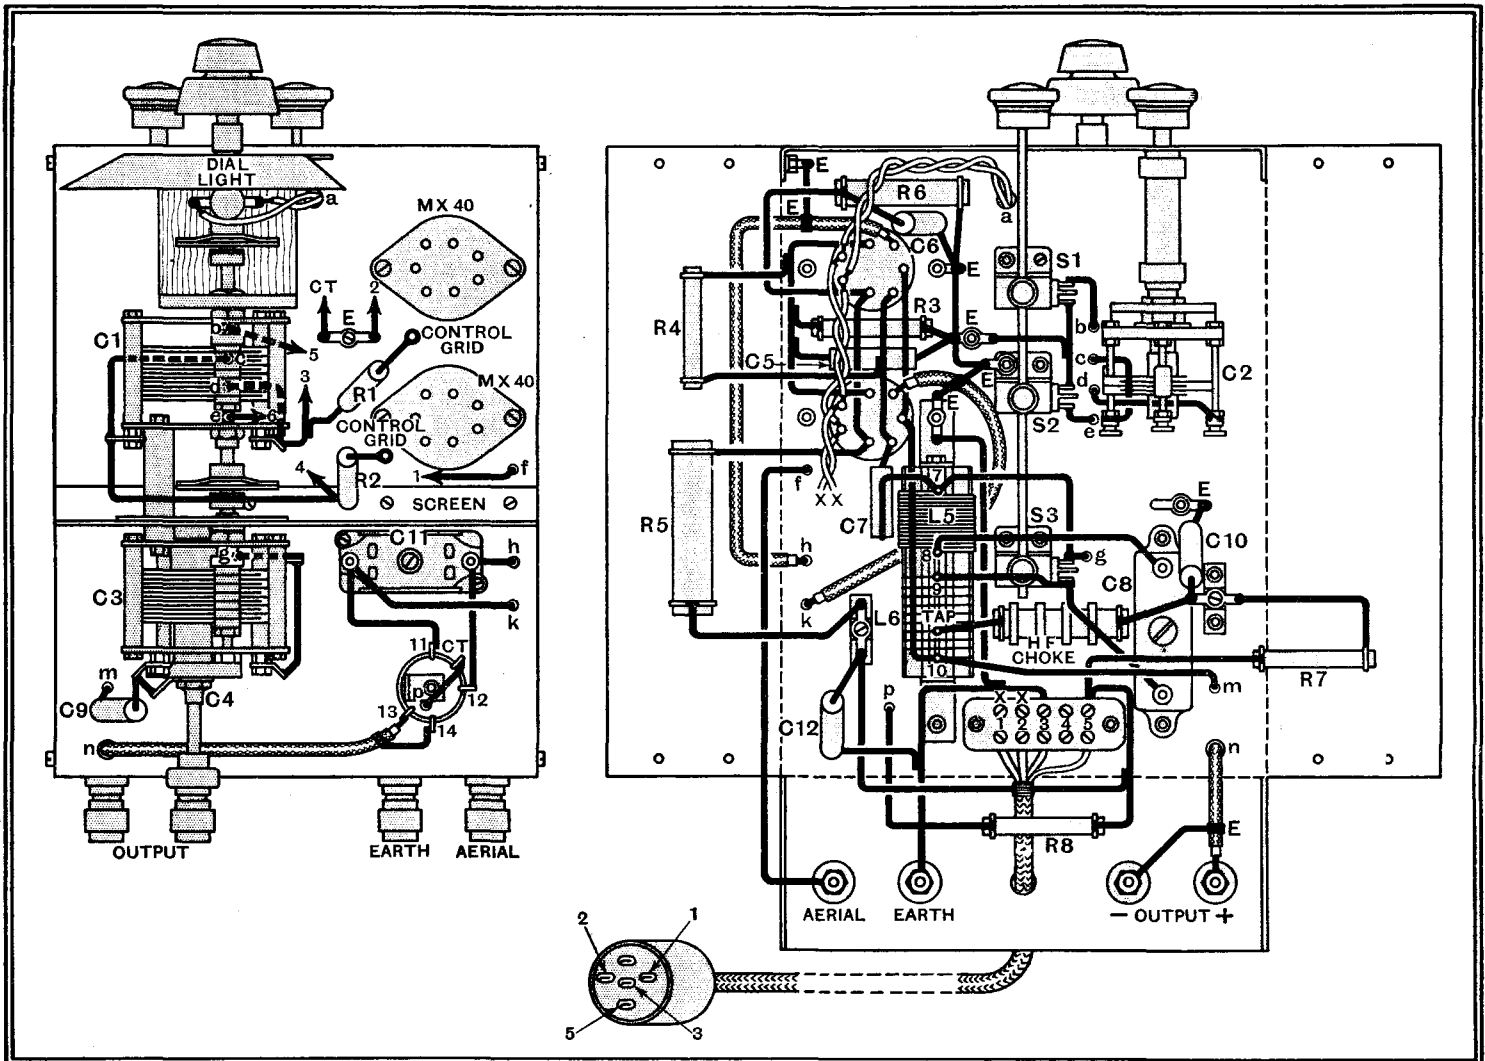 DIAL
LIGHT
a
MX 40
CT
2
E
C1
b
5
CONTROL
GRID
c
3
d
R1
MX 40
e
6
CONTROL
GRID
4
R2
1
f
SCREEN
C11
g
h
C3
k
11
CT
m
p
12
C9
C4
13
14
n
OUTPUT
EARTH
AERIAL
E
R6
a
E
C6
E
S1
R4
R3
E
b
C5
c
C2
E
d
E
S2
e
f
7
X X
E
R5
C7
L5
S3
C10
h
8
g
9
C8
k
L6
TAP
HF
CHOKE
10
R7
p
m
X X
C12
1 2 3 4 5
n
E
R8
AERIAL
EARTH
− OUTPUT +
2
1
5
3